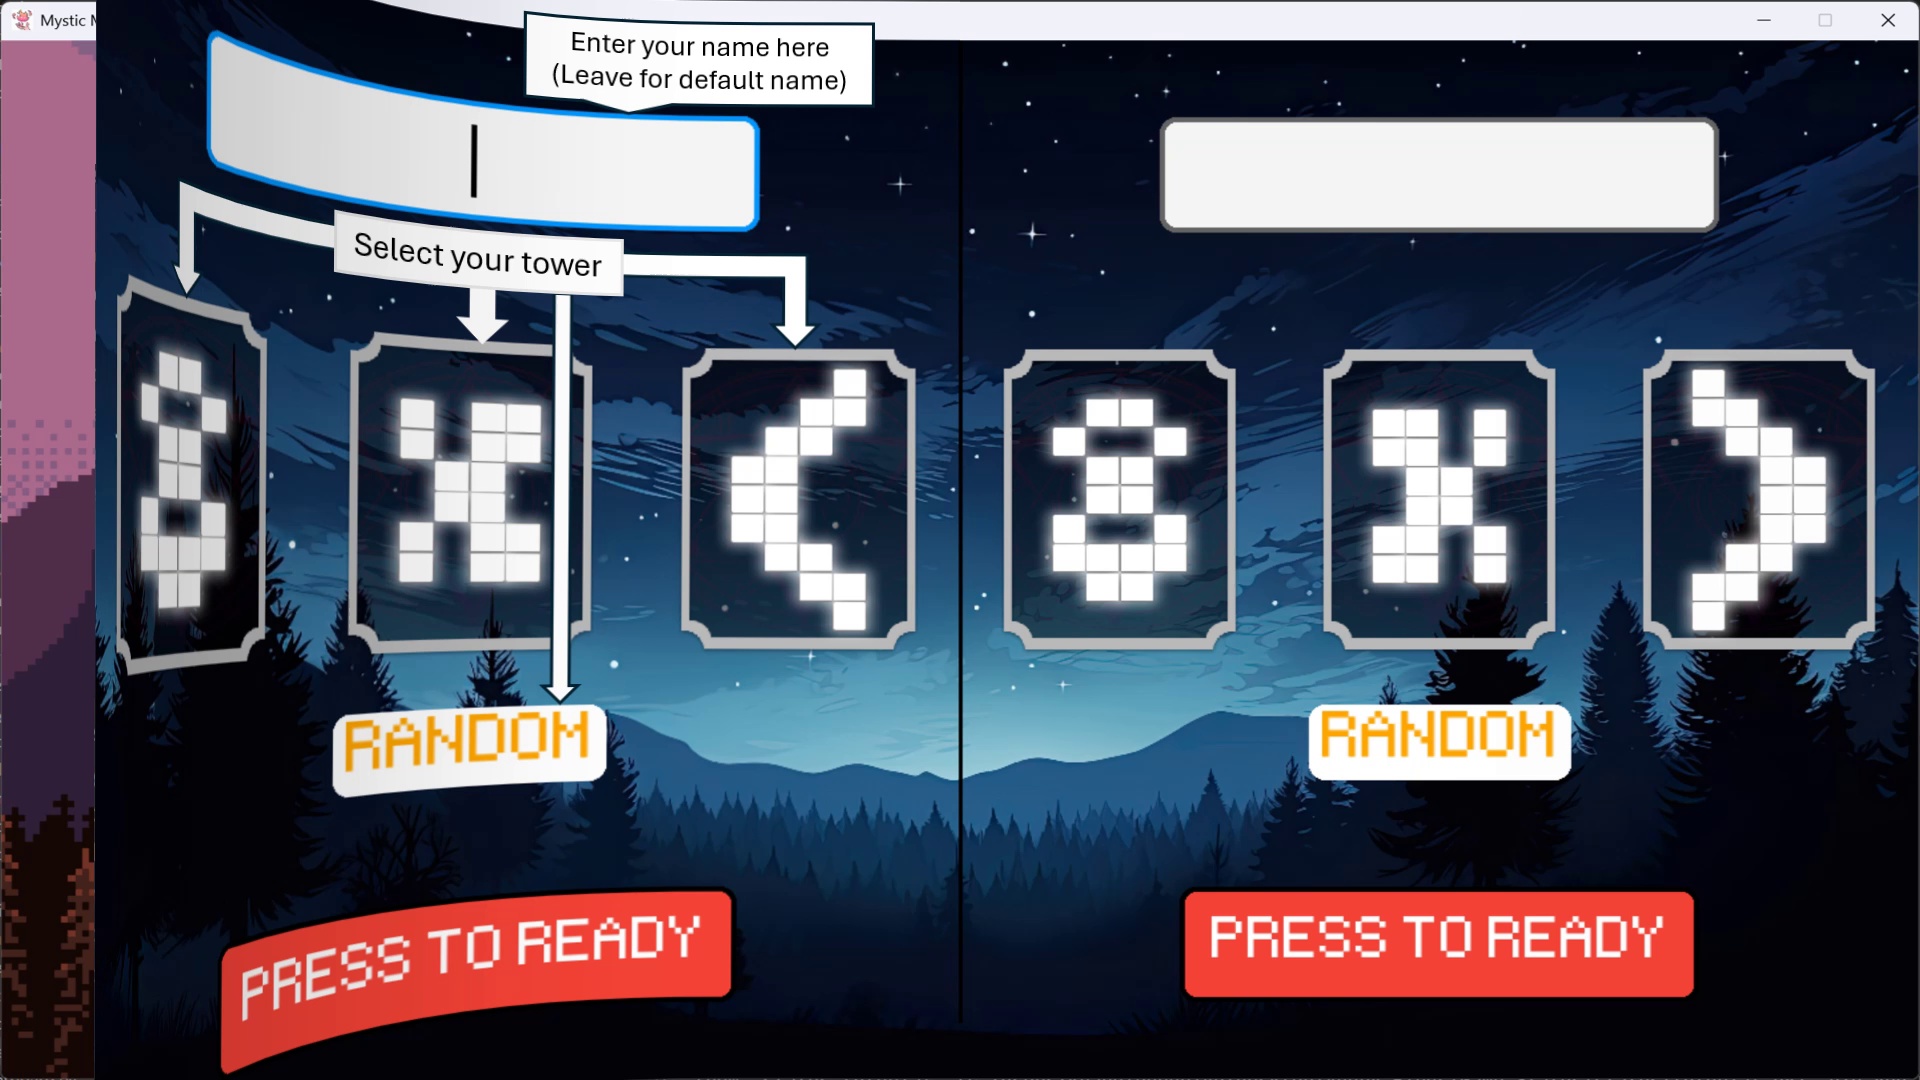 Mystic M
Enter your name here
(Leave for default name)
Select your tower
RANDOM
RANDOM
PRESS TO READY
PRESS TO READY